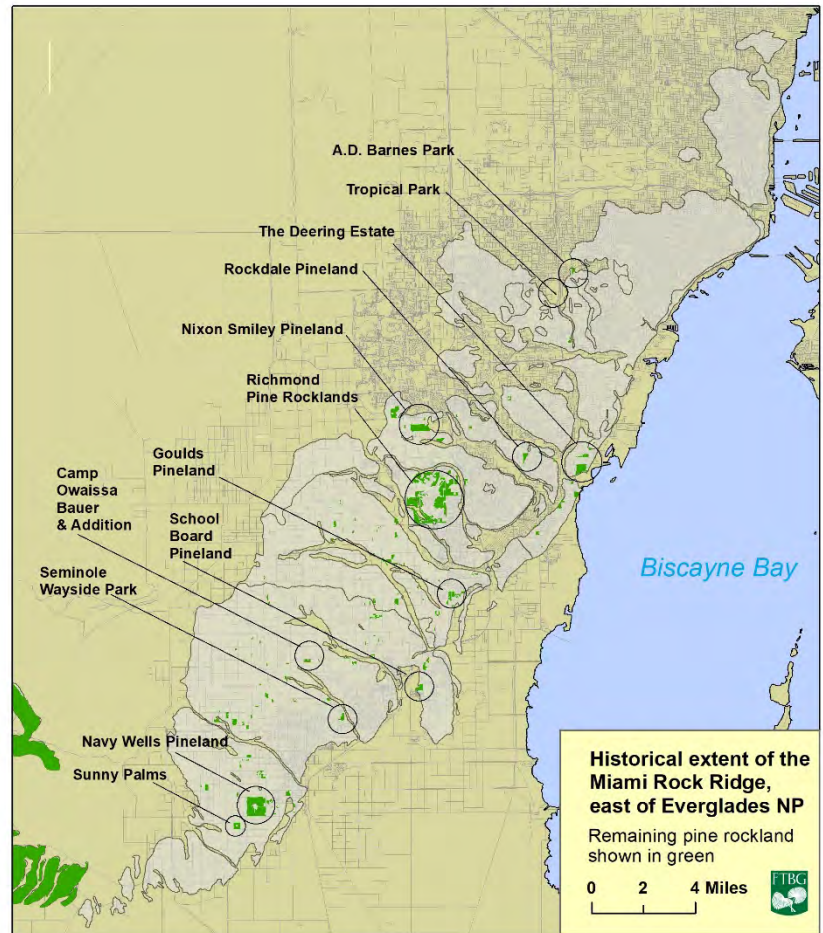 A.D. Barnes Park
Tropical Park
The Deering Estate
Rockdale Pineland
Nixon Smiley Pineland
Richmond
Pine Rocklands
Goulds
Pineland
Camp
Owaissa
Bauer
& Addition
School
Board
Pineland
Seminole
Wayside Park
Biscayne Bay
Navy Wells Pineland
Sunny Palms
Historical extent of the
Miami Rock Ridge,
east of Everglades NP
Remaining pine rockland
shown in green
0 2 4 Miles
FTBG